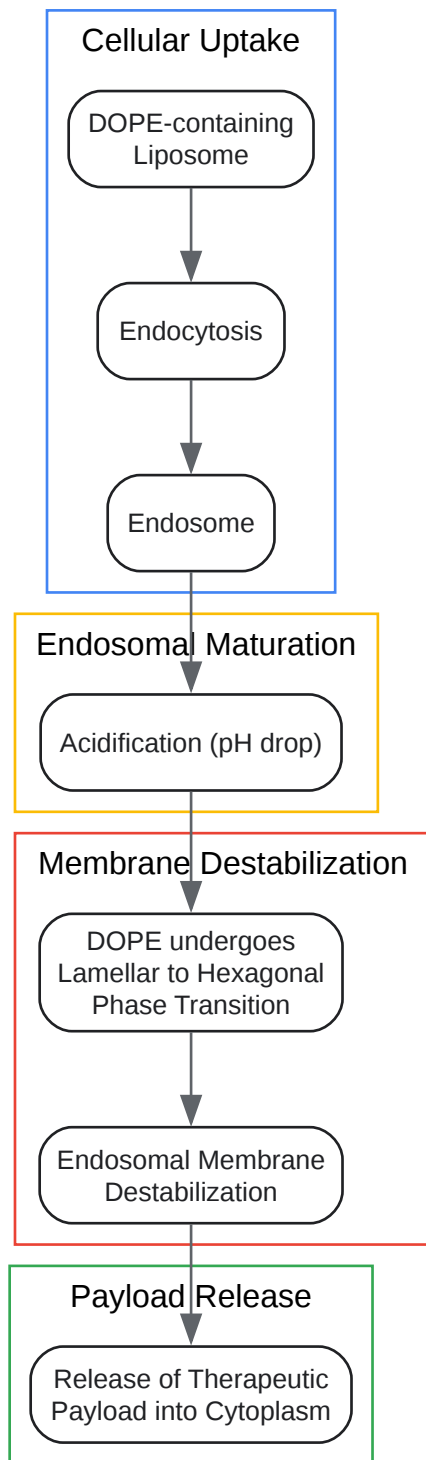 Cellular Uptake
DOPE-containing
Liposome
Endocytosis
Endosome
Endosomal Maturation
Acidification (pH drop)
Membrane Destabilization
DOPE undergoes
Lamellar to Hexagonal
Phase Transition
Endosomal Membrane
Destabilization
Payload Release
Release of Therapeutic
Payload into Cytoplasm